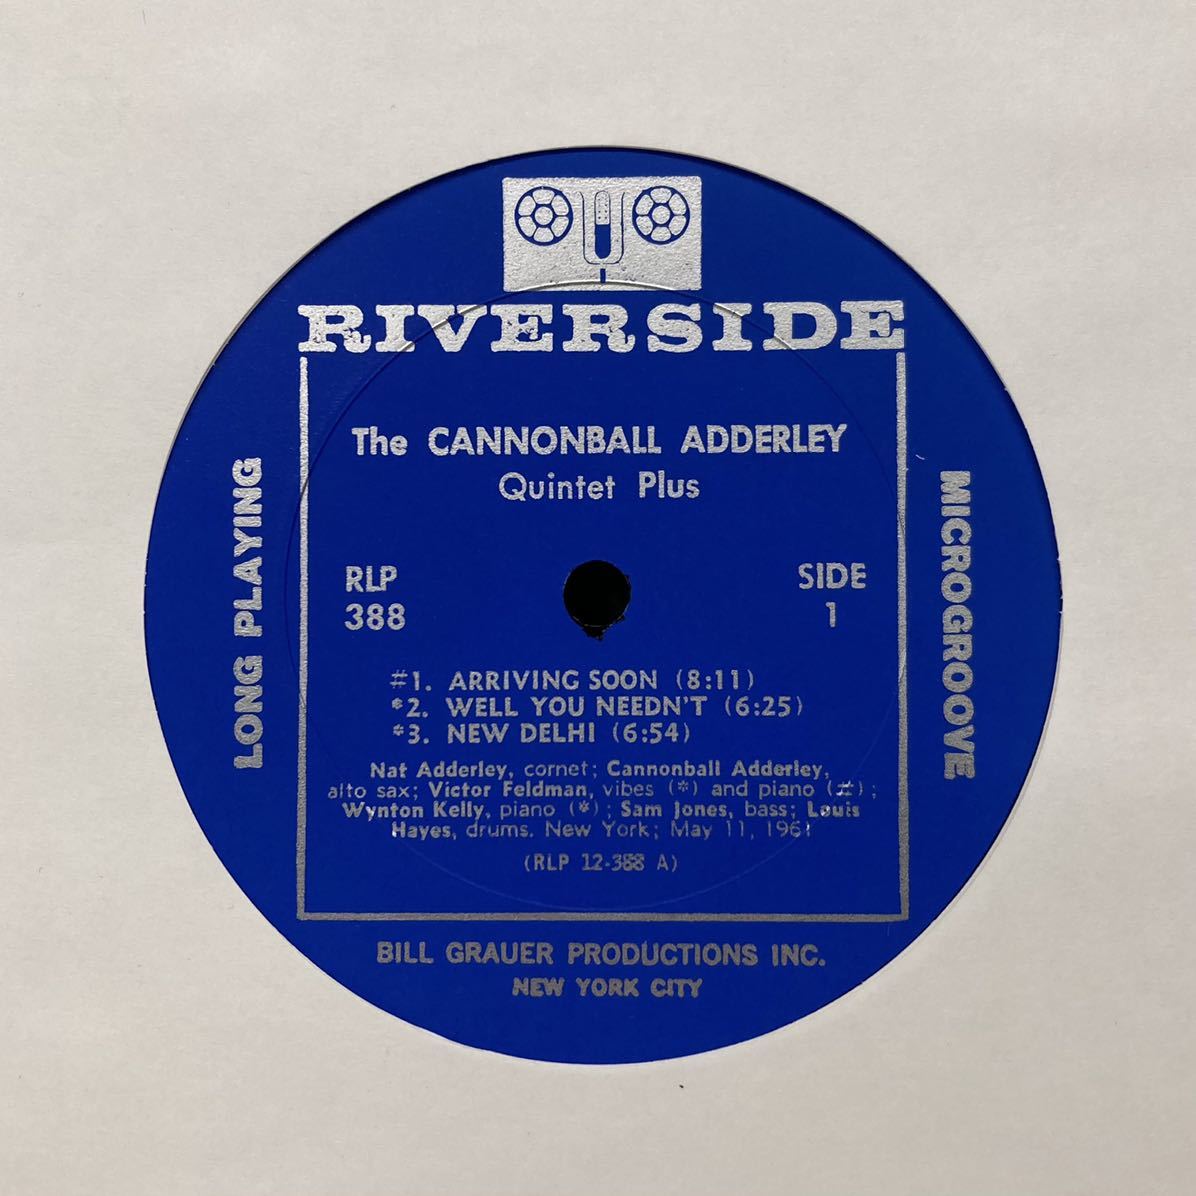 RIVERSIDE
The CANNONBALL ADDERLEY
Quintet Plus
LONG PLAYING
MICROGROOVE
RLP
388
SIDE
1
#1. ARRIVING SOON (8:11)
*2. WELL YOU NEEDN'T (6:25)
*3. NEW DELHI (6:54)
Nat Adderley, cornet; Cannonball Adderley,
alto sax; Victor Feldman, vibes (*) and piano (#);
Wynton Kelly, piano (*); Sam Jones, bass; Louis
Hayes, drums. New York; May 11, 1961
(RLP 12-388 A)
BILL GRAUER PRODUCTIONS INC.
NEW YORK CITY